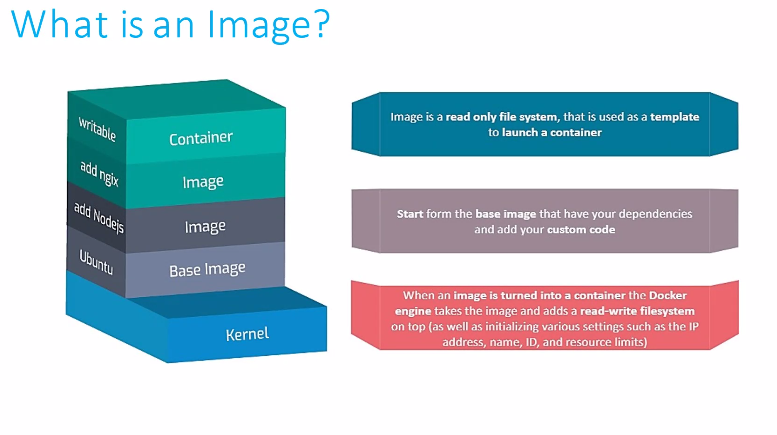 What is an Image?
writable
Container
add ngix
Image
add Nodejs
Image
Ubuntu
Base Image
Kernel
Image is a read only file system, that is used as a template
to launch a container
Start form the base image that have your dependencies
and add your custom code
When an image is turned into a container the Docker
engine takes the image and adds a read-write filesystem
on top (as well as initializing various settings such as the IP
address, name, ID, and resource limits)